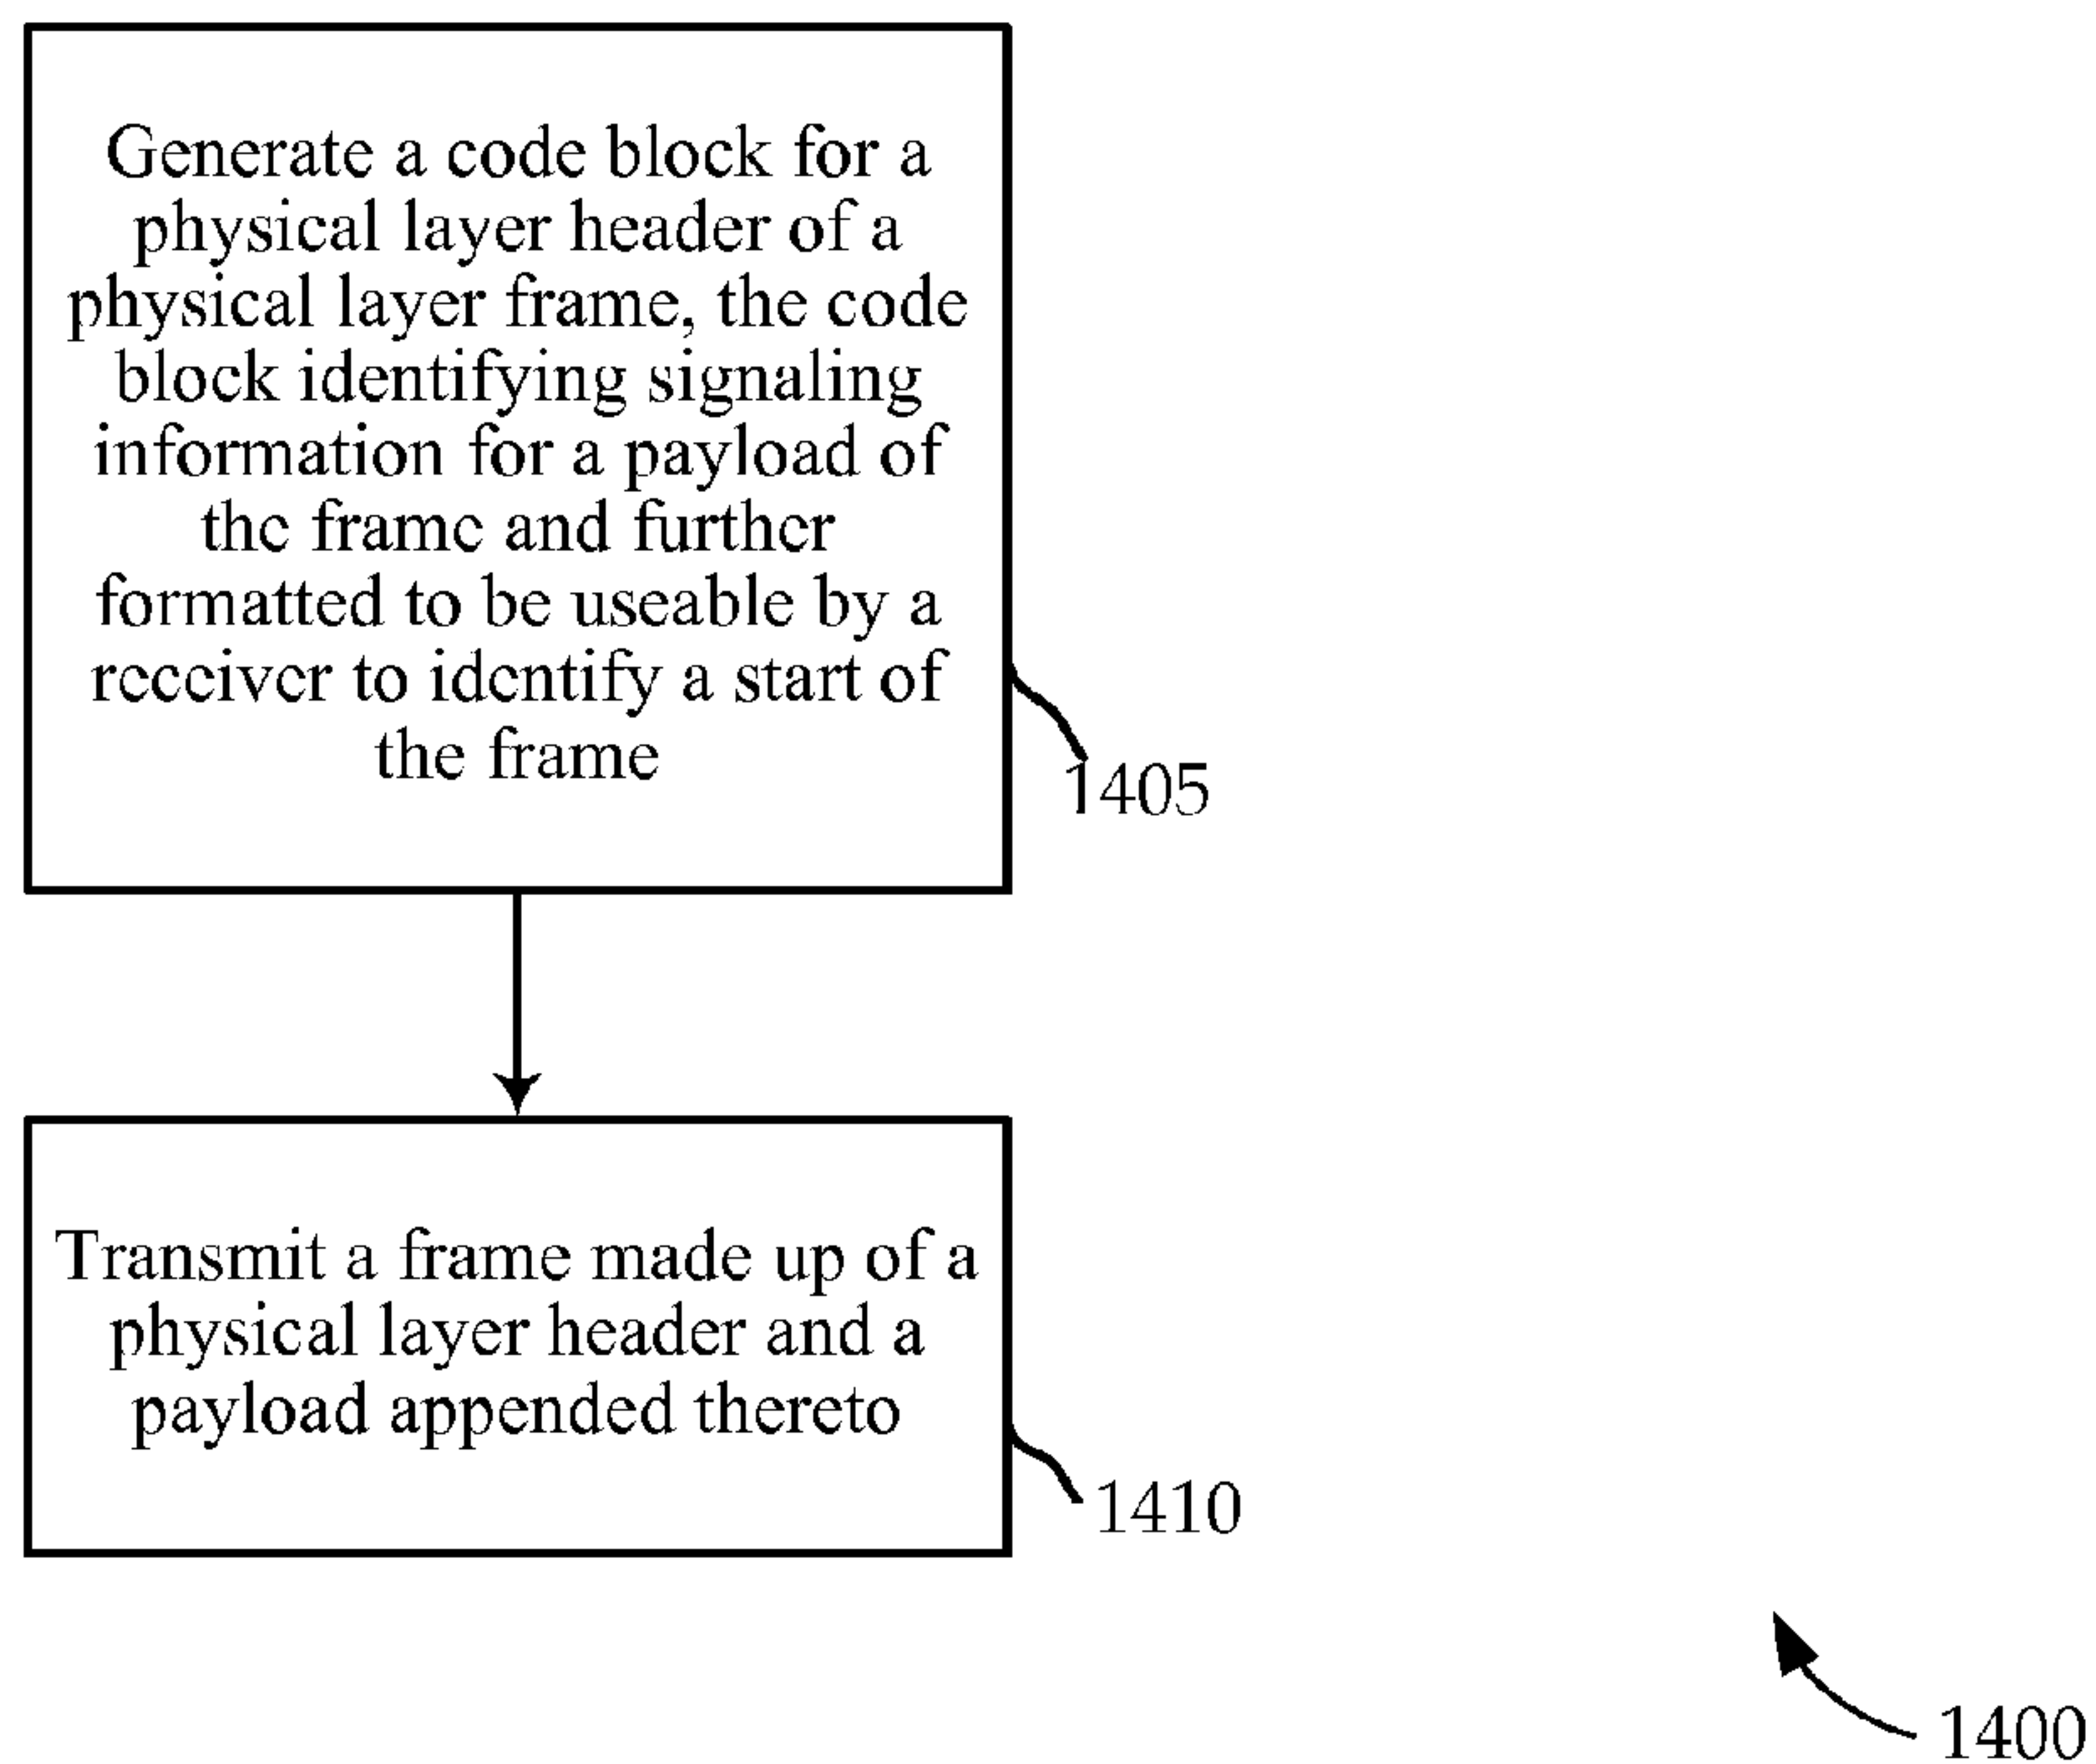 Generate a code block for a
physical layer header of a
physical layer frame, the code
block identifying signaling
information for a payload of
the frame and further
formatted to be useable by a
receiver to identify a start of
the frame
1405
Transmit a frame made up of a
physical layer header and a
payload appended thereto
1410
1400